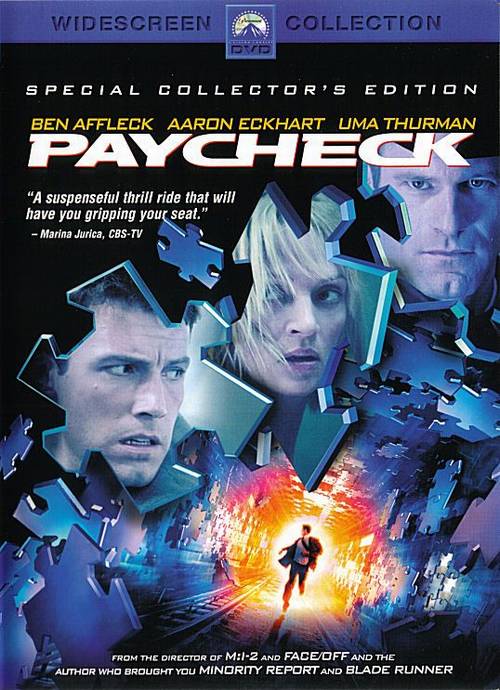 WIDESCREEN DVD COLLECTION
SPECIAL COLLECTOR'S EDITION
BEN AFFLECK AARON ECKHART UMA THURMAN
PAYCHECK
"A suspenseful thrill ride that will
have you gripping your seat."
– Marina Jurica, CBS-TV
FROM THE DIRECTOR OF M:I-2 AND FACE/OFF AND THE
AUTHOR WHO BROUGHT YOU MINORITY REPORT AND BLADE RUNNER